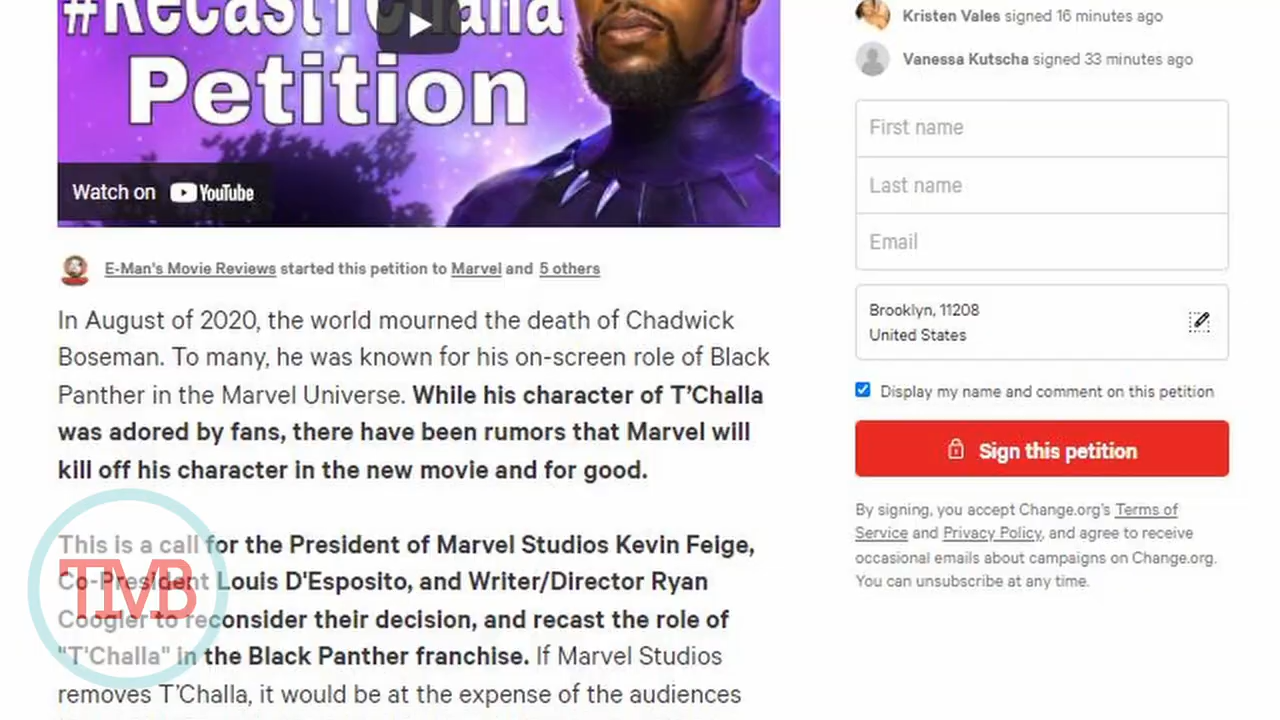 #RecastTChalla
Petition
Watch on YouTube
E-Man's Movie Reviews started this petition to Marvel and 5 others
In August of 2020, the world mourned the death of Chadwick
Boseman. To many, he was known for his on-screen role of Black
Panther in the Marvel Universe. While his character of T’Challa
was adored by fans, there have been rumors that Marvel will
kill off his character in the new movie and for good.
This is a call for the President of Marvel Studios Kevin Feige,
Co-President Louis D'Esposito, and Writer/Director Ryan
Coogler to reconsider their decision, and recast the role of
"T'Challa" in the Black Panther franchise. If Marvel Studios
removes T’Challa, it would be at the expense of the audiences
TMB
Kristen Vales signed 16 minutes ago
Vanessa Kutscha signed 33 minutes ago
First name
Last name
Email
Brooklyn, 11208
United States
Display my name and comment on this petition
Sign this petition
By signing, you accept Change.org’s Terms of
Service and Privacy Policy, and agree to receive
occasional emails about campaigns on Change.org.
You can unsubscribe at any time.